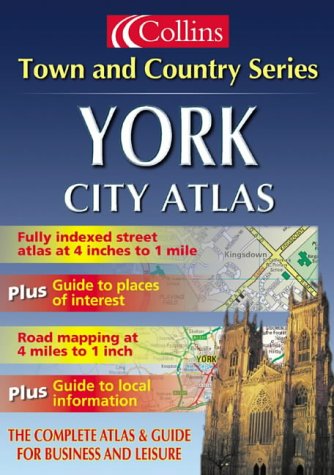 Collins
Town and Country Series
YORK
CITY ATLAS
Fully indexed street
atlas at 4 inches to 1 mile
Kingsdown
Plus Guide to places
of interest
Road mapping at
4 miles to 1 inch
YORK
Plus Guide to local
information
THE COMPLETE ATLAS & GUIDE
FOR BUSINESS AND LEISURE